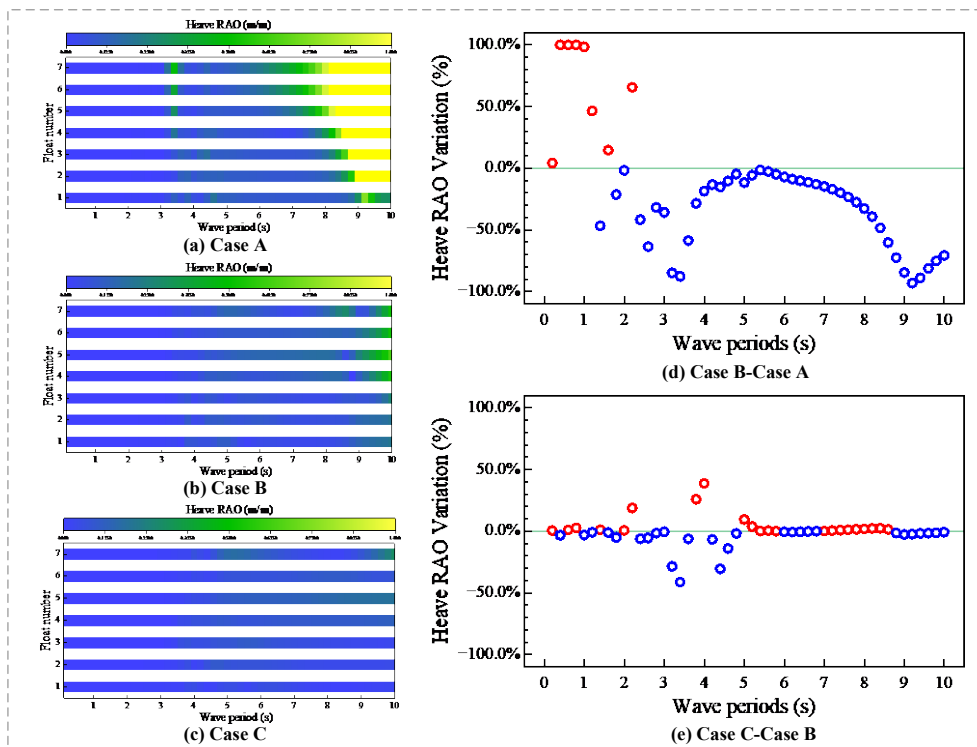 Heave RAO (m/m)
7
6
5
4
3
2
1
Float number
1 2 3 4 5 6 7 8 9 10
Wave period (s)
(a) Case A
Heave RAO (m/m)
7
6
5
4
3
2
1
Float number
1 2 3 4 5 6 7 8 9 10
Wave period (s)
(b) Case B
Heave RAO (m/m)
7
6
5
4
3
2
1
Float number
1 2 3 4 5 6 7 8 9 10
Wave period (s)
(c) Case C
100.0%
50.0%
0.0%
−50.0%
−100.0%
Heave RAO Variation (%)
0 1 2 3 4 5 6 7 8 9 10
Wave periods (s)
(d) Case B-Case A
100.0%
50.0%
0.0%
−50.0%
−100.0%
Heave RAO Variation (%)
0 1 2 3 4 5 6 7 8 9 10
Wave periods (s)
(e) Case C-Case B